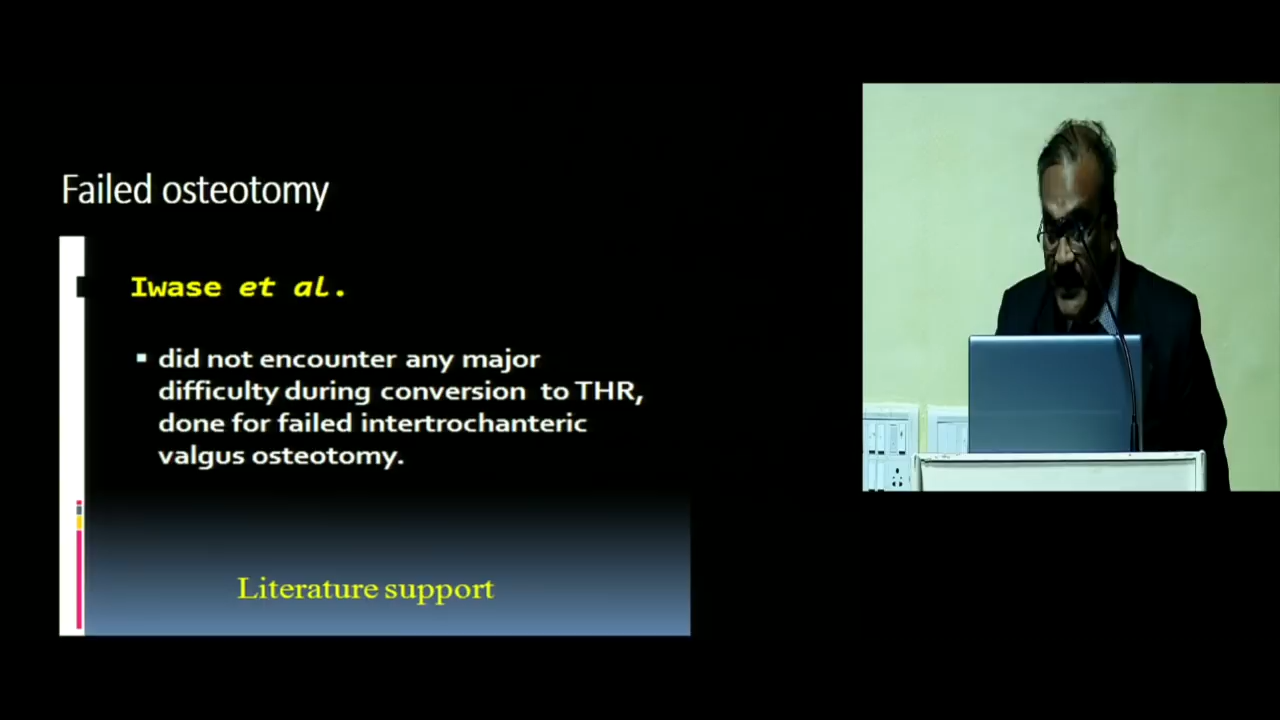 Failed osteotomy
Iwase et al.
did not encounter any major
difficulty during conversion to THR,
done for failed intertrochanteric
valgus osteotomy.
Literature support